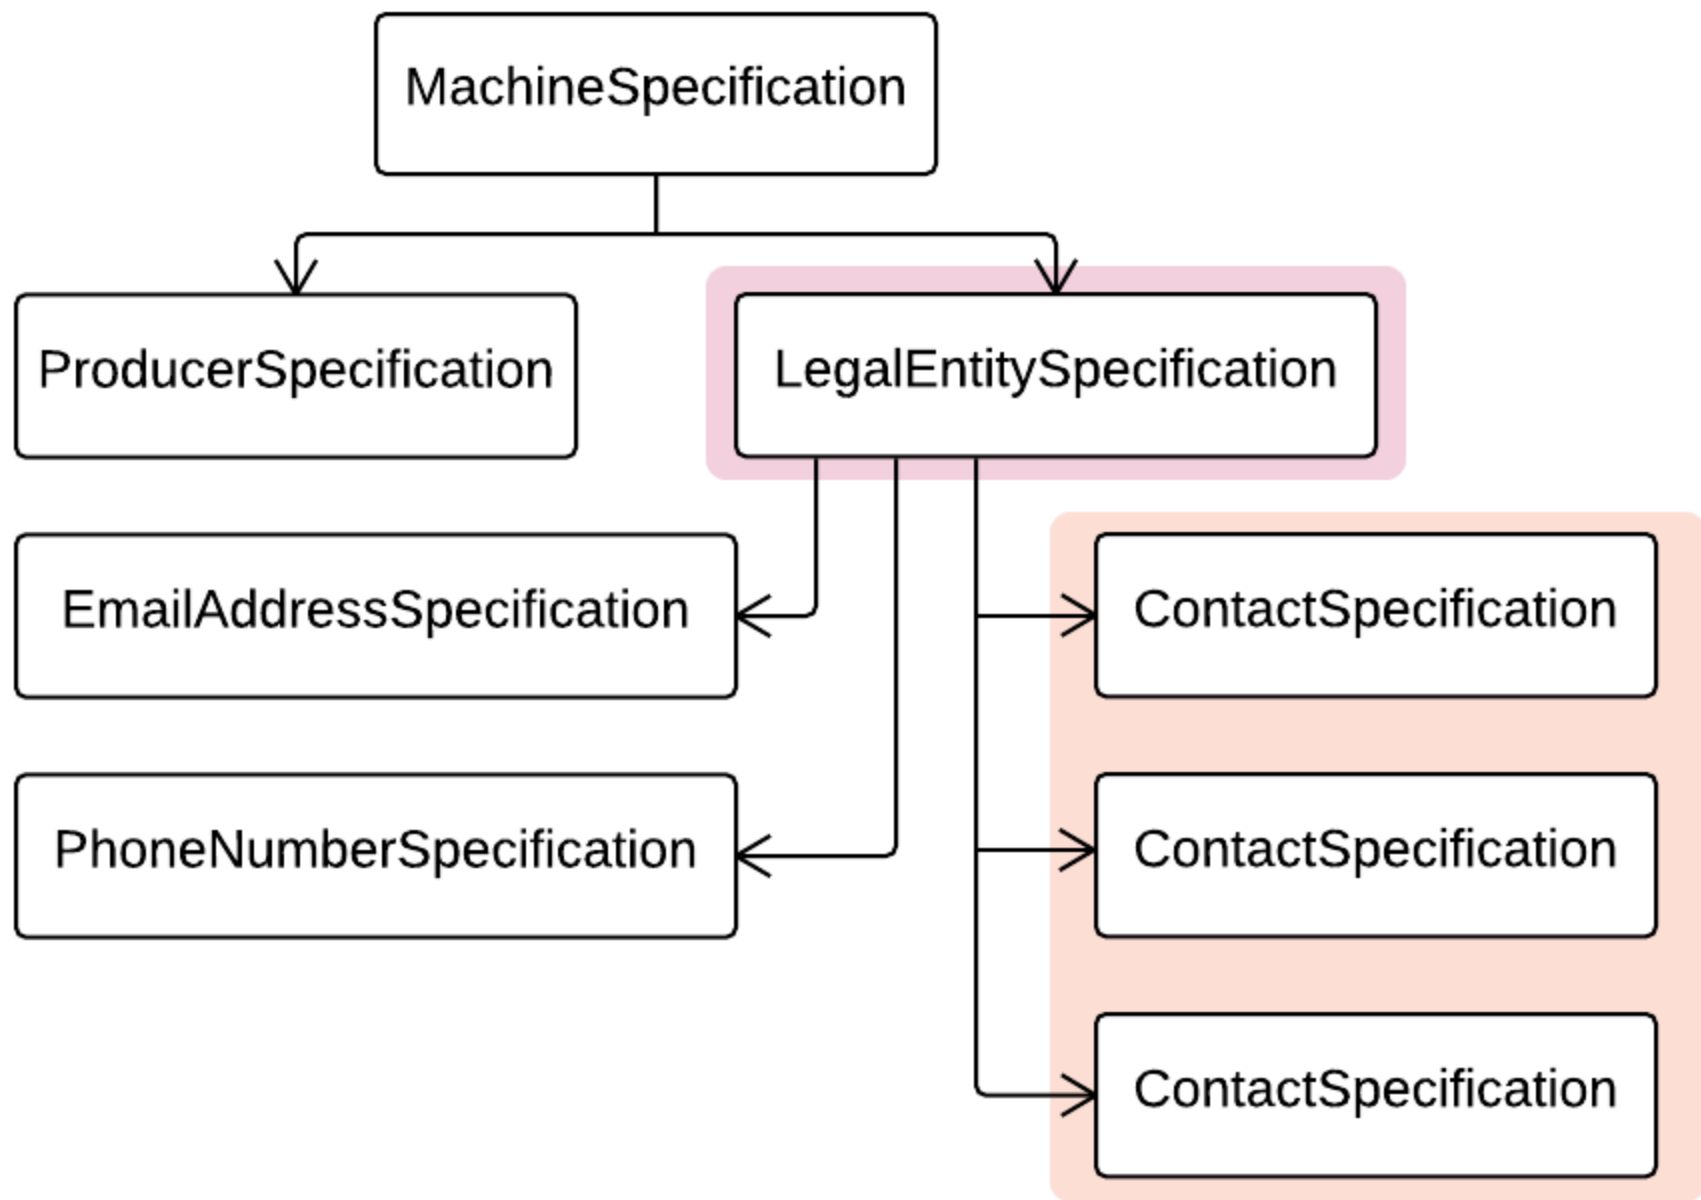 MachineSpecification
ProducerSpecification
LegalEntitySpecification
EmailAddressSpecification
ContactSpecification
PhoneNumberSpecification
ContactSpecification
ContactSpecification